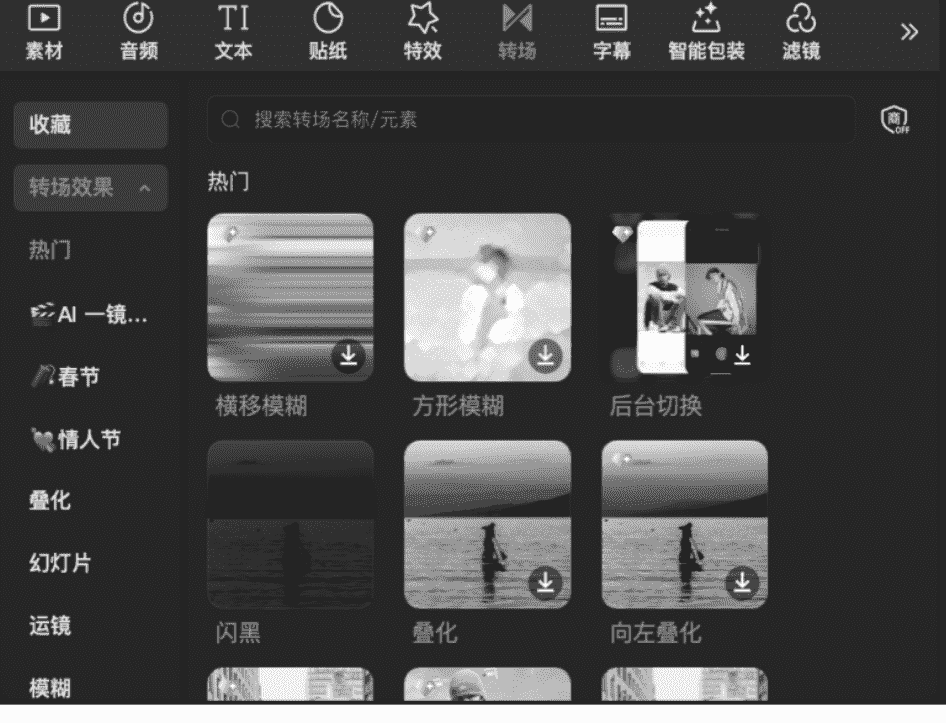 素材
音频
TI
文本
贴纸
特效
转场
字幕
智能包装
滤镜
收藏
搜索转场名称/元素
商
OFF
转场效果
热门
热门
AI 一镜...
春节
情人节
叠化
幻灯片
运镜
模糊
横移模糊
方形模糊
后台切换
闪黑
叠化
向左叠化